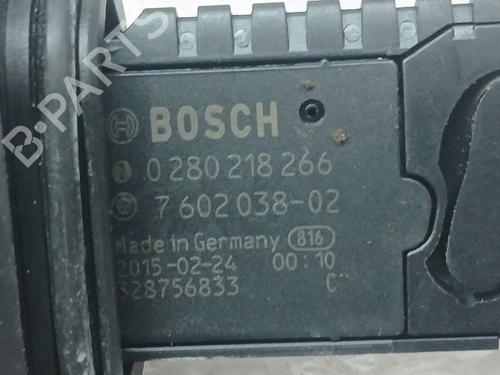 BOSCH
0 280 218 266
7 602 038-02
Made in Germany 816
2015-02-24 00:10
328756833 C
B-PARTS